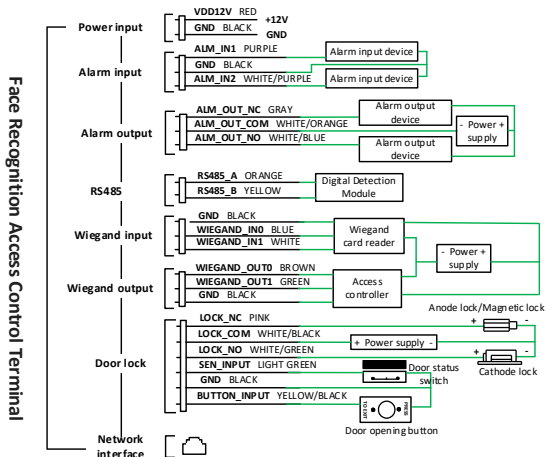 Face Recognition Access Control Terminal
Power input
VDD12V RED
+12V
GND BLACK
GND
Alarm input
ALM_IN1 PURPLE
Alarm input device
GND BLACK
ALM_IN2 WHITE/PURPLE
Alarm input device
Alarm output
ALM_OUT_NC GRAY
Alarm output
device
ALM_OUT_COM WHITE/ORANGE
- Power +
supply
ALM_OUT_NO WHITE/BLUE
Alarm output
device
RS485
RS485_A ORANGE
RS485_B YELLOW
Digital Detection
Module
Wiegand input
GND BLACK
WIEGAND_IN0 BLUE
WIEGAND_IN1 WHITE
Wiegand
card reader
- Power +
supply
Wiegand output
WIEGAND_OUT0 BROWN
WIEGAND_OUT1 GREEN
GND BLACK
Access
controller
Door lock
LOCK_NC PINK
Anode lock/Magnetic lock
+ -
LOCK_COM WHITE/BLACK
+ Power supply -
LOCK_NO WHITE/GREEN
+ -
Cathode lock
SEN_INPUT LIGHT GREEN
Door status
switch
GND BLACK
BUTTON_INPUT YELLOW/BLACK
PRESS
TO EXIT
Door opening button
Network
interface